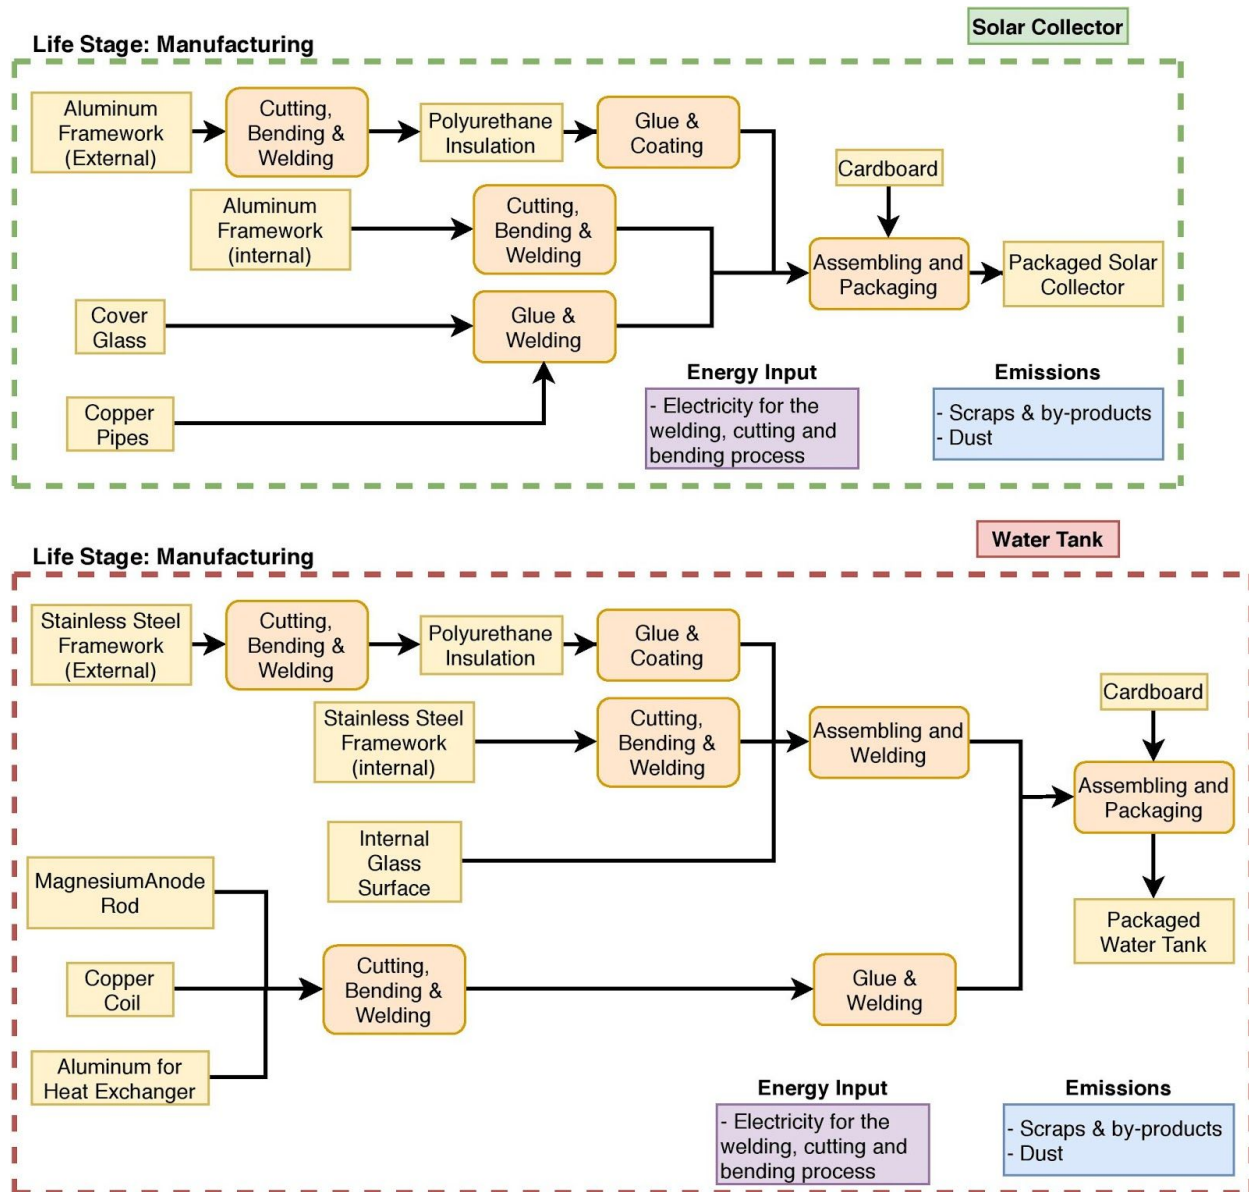 Solar Collector
Life Stage: Manufacturing
Aluminum
Framework
(External)
Cutting,
Bending &
Welding
Polyurethane
Insulation
Glue &
Coating
Cardboard
Aluminum
Framework
(internal)
Cutting,
Bending &
Welding
Assembling and
Packaging
Packaged Solar
Collector
Cover
Glass
Glue &
Welding
Copper
Pipes
Energy Input
- Electricity for the
welding, cutting and
bending process
Emissions
- Scraps & by-products
- Dust
Water Tank
Life Stage: Manufacturing
Stainless Steel
Framework
(External)
Cutting,
Bending &
Welding
Polyurethane
Insulation
Glue &
Coating
Cardboard
Stainless Steel
Framework
(internal)
Cutting,
Bending &
Welding
Assembling and
Welding
Assembling and
Packaging
Internal
Glass
Surface
MagnesiumAnode
Rod
Packaged
Water Tank
Copper
Coil
Cutting,
Bending &
Welding
Glue &
Welding
Aluminum for
Heat Exchanger
Energy Input
- Electricity for the
welding, cutting and
bending process
Emissions
- Scraps & by-products
- Dust